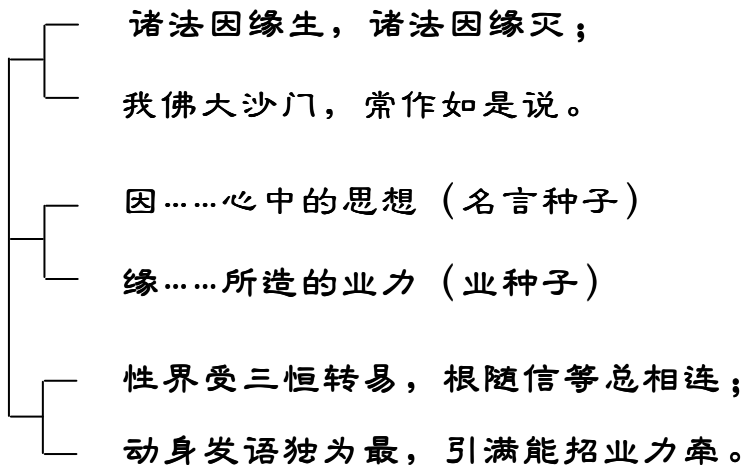 诸法因缘生，诸法因缘灭；
我佛大沙门，常作如是说。
因……心中的思想（名言种子）
缘……所造的业力（业种子）
性界受三恒转易，根随信等总相连；
动身发语独为最，引满能招业力牵。